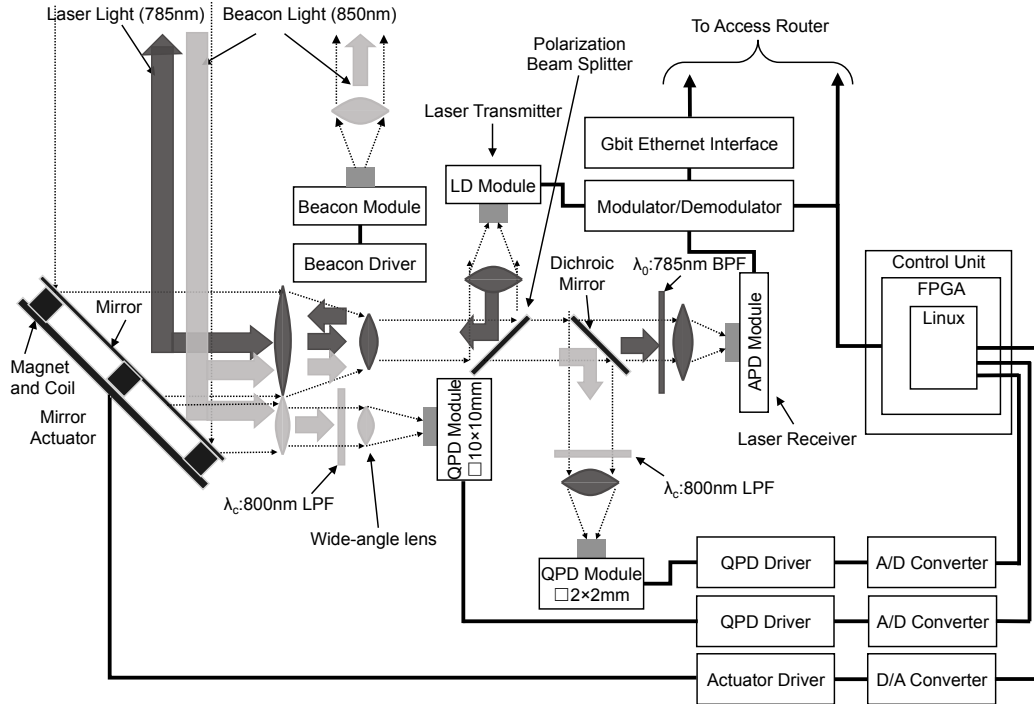 Laser Light (785nm)
Beacon Light (850nm)
To Access Router
Polarization
Beam Splitter
Laser Transmitter
Gbit Ethernet Interface
LD Module
Modulator/Demodulator
Beacon Module
Beacon Driver
Dichroic
Mirror
λ0:785nm BPF
Control Unit
FPGA
Linux
Mirror
Magnet
and Coil
Mirror
Actuator
APD Module
QPD Module
□10×10mm
Laser Receiver
λc:800nm LPF
λc:800nm LPF
Wide-angle lens
QPD Module
□2×2mm
QPD Driver
A/D Converter
QPD Driver
A/D Converter
Actuator Driver
D/A Converter